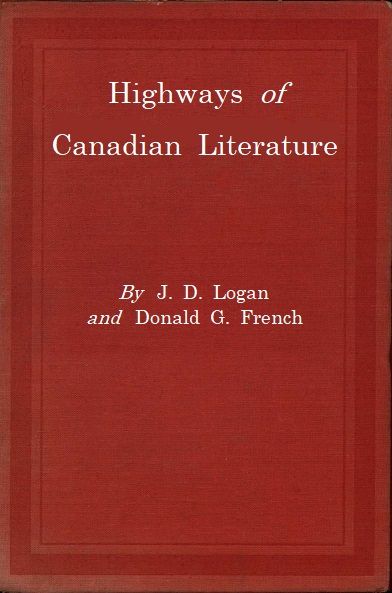 Highways of
Canadian Literature
By J. D. Logan
and Donald G. French